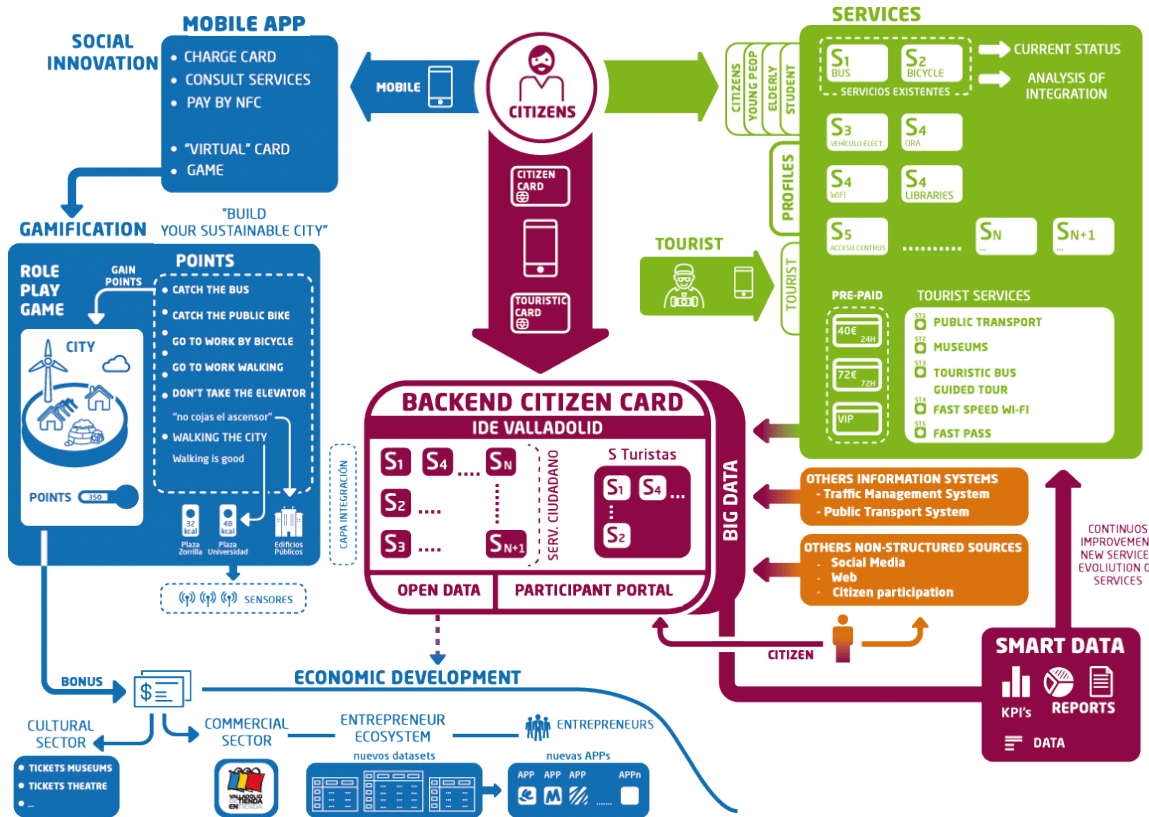 SOCIAL
INNOVATION
MOBILE APP
• CHARGE CARD
• CONSULT SERVICES
• PAY BY NFC
• “VIRTUAL” CARD
• GAME
MOBILE
CITIZENS
CITIZEN
CARD
TOURISTIC
CARD
SERVICES
CITIZENS
YOUNG PEOP
ELDERLY
STUDENT
PROFILES
TOURIST
TOURIST
S1
BUS
S2
BICYCLE
SERVICIOS EXISTENTES
CURRENT STATUS
ANALYSIS OF
INTEGRATION
S3
VEHÍCULO ELECT.
S4
ORA
S4
WIFI
S4
LIBRARIES
S5
ACCESO CENTROS
..........
SN
...
SN+1
...
PRE-PAID
40€
24H
72€
72H
VIP
TOURIST SERVICES
ST1
PUBLIC TRANSPORT
ST2
MUSEUMS
ST3
TOURISTIC BUS
GUIDED TOUR
ST4
FAST SPEED WI-FI
ST5
FAST PASS
GAMIFICATION
“BUILD
YOUR SUSTAINABLE CITY”
ROLE
PLAY
GAME
GAIN
POINTS
POINTS
• CATCH THE BUS
• CATCH THE PUBLIC BIKE
• GO TO WORK BY BICYCLE
• GO TO WORK WALKING
• DON'T TAKE THE ELEVATOR
“no cojas el ascensor”
• WALKING THE CITY
Walking is good
CITY
POINTS
350
32
kcal
Plaza
Zorrilla
48
kcal
Plaza
Universidad
Edificios
Públicos
SENSORES
BACKEND CITIZEN CARD
IDE VALLADOLID
CAPA INTEGRACIÓN
S1 S4 .... SN
S2 ....
S3 .... SN+1
SERV. CIUDADANO
S Turistas
S1 S4 ...
S2
OPEN DATA
PARTICIPANT PORTAL
BIG DATA
OTHERS INFORMATION SYSTEMS
- Traffic Management System
- Public Transport System
OTHERS NON-STRUCTURED SOURCES
- Social Media
- Web
- Citizen participation
CITIZEN
CONTINUOS
IMPROVEMEN
NEW SERVICE
EVOLIUTION O
SERVICES
SMART DATA
KPI's
REPORTS
DATA
BONUS
$
ECONOMIC DEVELOPMENT
CULTURAL
SECTOR
• TICKETS MUSEUMS
• TICKETS THEATRE
• ...
COMMERCIAL
SECTOR
VALLADOLID
DE TIENDA
EN TIENDA
ENTREPRENEUR
ECOSYSTEM
nuevos datasets
ENTREPRENEURS
nuevas APPs
APP APP APP APPn
M
.......